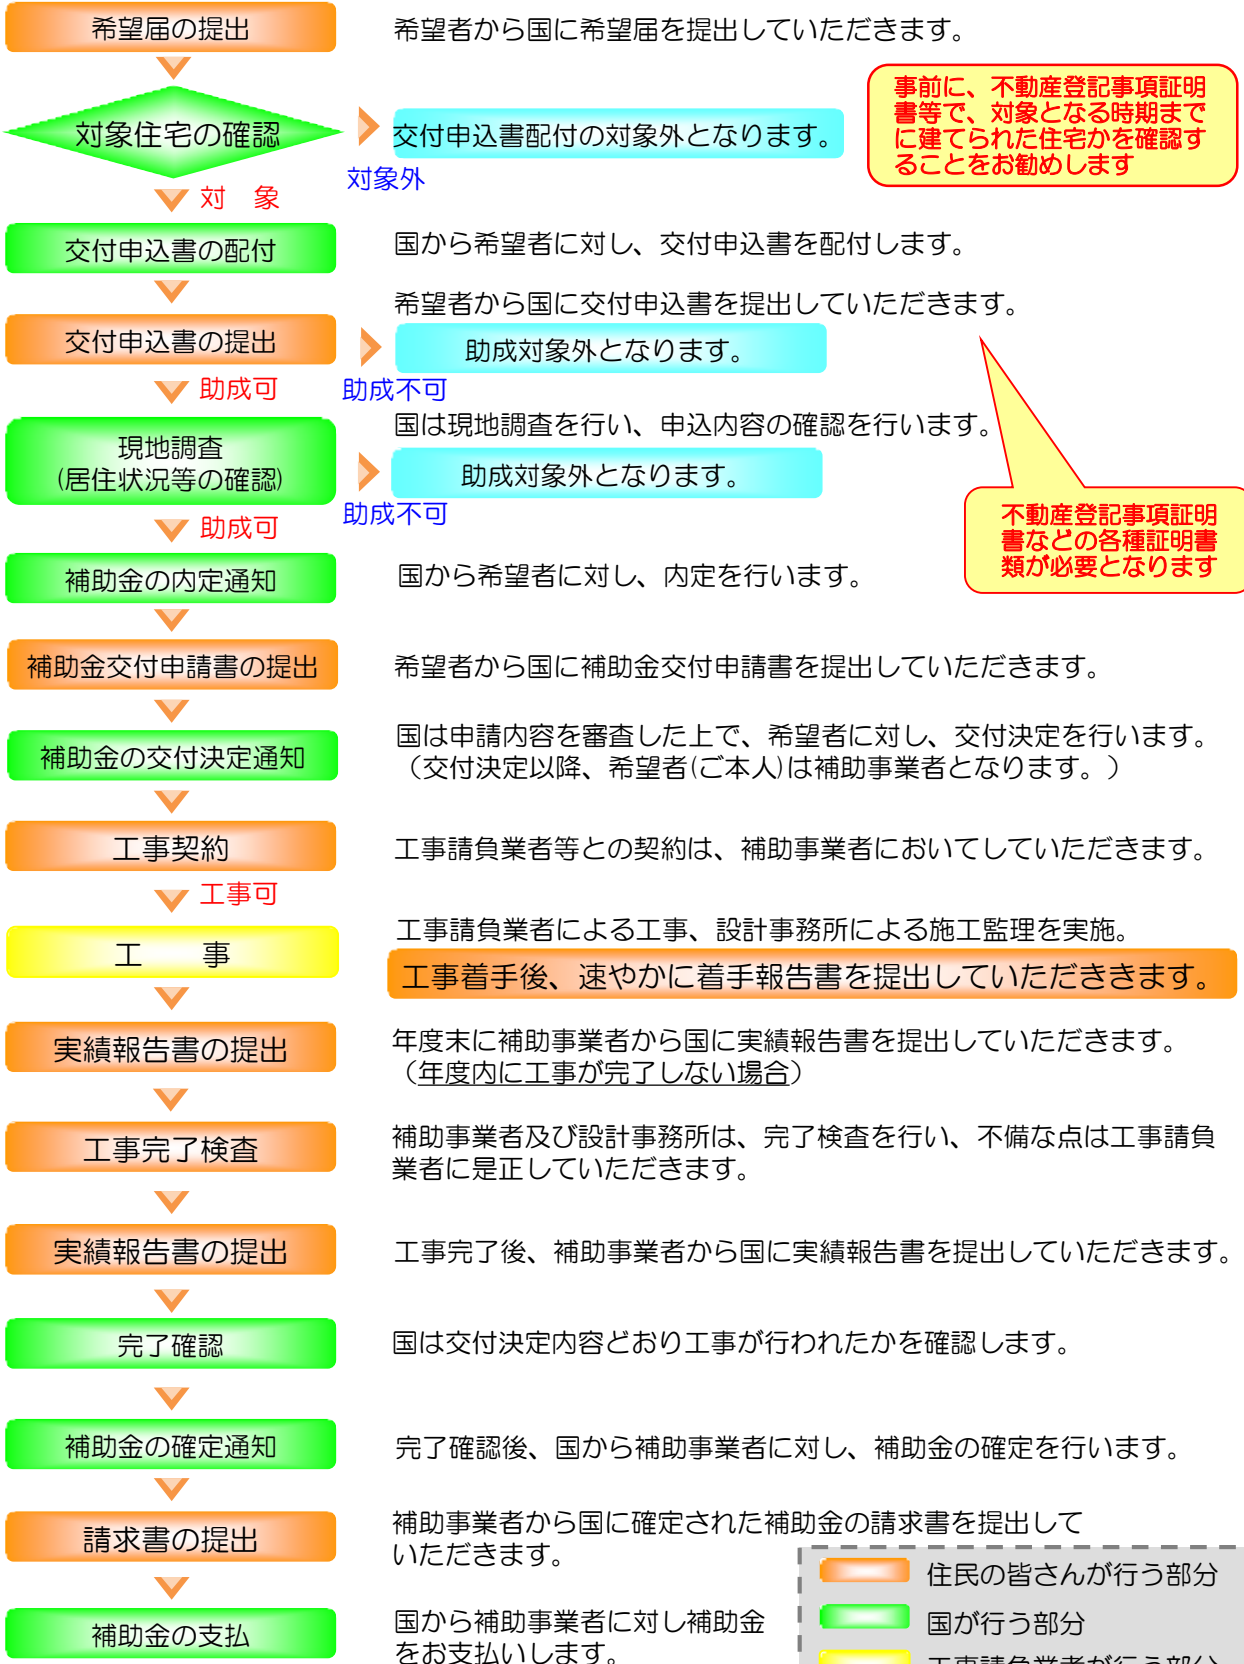 希望届の提出
希望者から国に希望届を提出していただきます。
事前に、不動産登記事項証明
書等で、対象となる時期まで
に建てられた住宅かを確認す
ることをお勧めします
対象住宅の確認
交付申込書配付の対象外となります。
対象外
対　象
交付申込書の配付
国から希望者に対し、交付申込書を配付します。
希望者から国に交付申込書を提出していただきます。
交付申込書の提出
助成対象外となります。
助成可
助成不可
国は現地調査を行い、申込内容の確認を行います。
現地調査
(居住状況等の確認)
助成対象外となります。
助成不可
助成可
不動産登記事項証明
書などの各種証明書
類が必要となります
補助金の内定通知
国から希望者に対し、内定を行います。
補助金交付申請書の提出
希望者から国に補助金交付申請書を提出していただきます。
補助金の交付決定通知
国は申請内容を審査した上で、希望者に対し、交付決定を行います。
（交付決定以降、希望者(ご本人)は補助事業者となります。）
工事契約
工事請負業者等との契約は、補助事業者においてしていただきます。
工事可
工　事
工事請負業者による工事、設計事務所による施工監理を実施。
工事着手後、速やかに着手報告書を提出していただききます。
実績報告書の提出
年度末に補助事業者から国に実績報告書を提出していただきます。
（年度内に工事が完了しない場合）
工事完了検査
補助事業者及び設計事務所は、完了検査を行い、不備な点は工事請負
業者に是正していただきます。
実績報告書の提出
工事完了後、補助事業者から国に実績報告書を提出していただきます。
完了確認
国は交付決定内容どおり工事が行われたかを確認します。
補助金の確定通知
完了確認後、国から補助事業者に対し、補助金の確定を行います。
請求書の提出
補助事業者から国に確定された補助金の請求書を提出して
いただきます。
補助金の支払
国から補助事業者に対し補助金
をお支払いします。
住民の皆さんが行う部分
国が行う部分
工事請負業者が行う部分